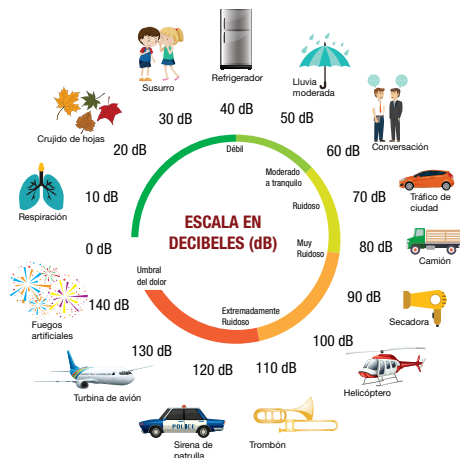 Refrigerador
Susurro
Lluvia
moderada
40 dB
30 dB
50 dB
Crujido de hojas
20 dB
60 dB
Conversación
Débil
Moderado
a tranquilo
10 dB
70 dB
Tráfico de
ciudad
Ruidoso
Respiración
ESCALA EN
DECIBELES (dB)
0 dB
Muy
Ruidoso
80 dB
Camión
Umbral
del dolor
140 dB
90 dB
Fuegos
artificiales
Extremadamente
Ruidoso
Secadora
130 dB
100 dB
120 dB
110 dB
Turbina de avión
Helicóptero
POLICE
Sirena de
patrulla
Trombón